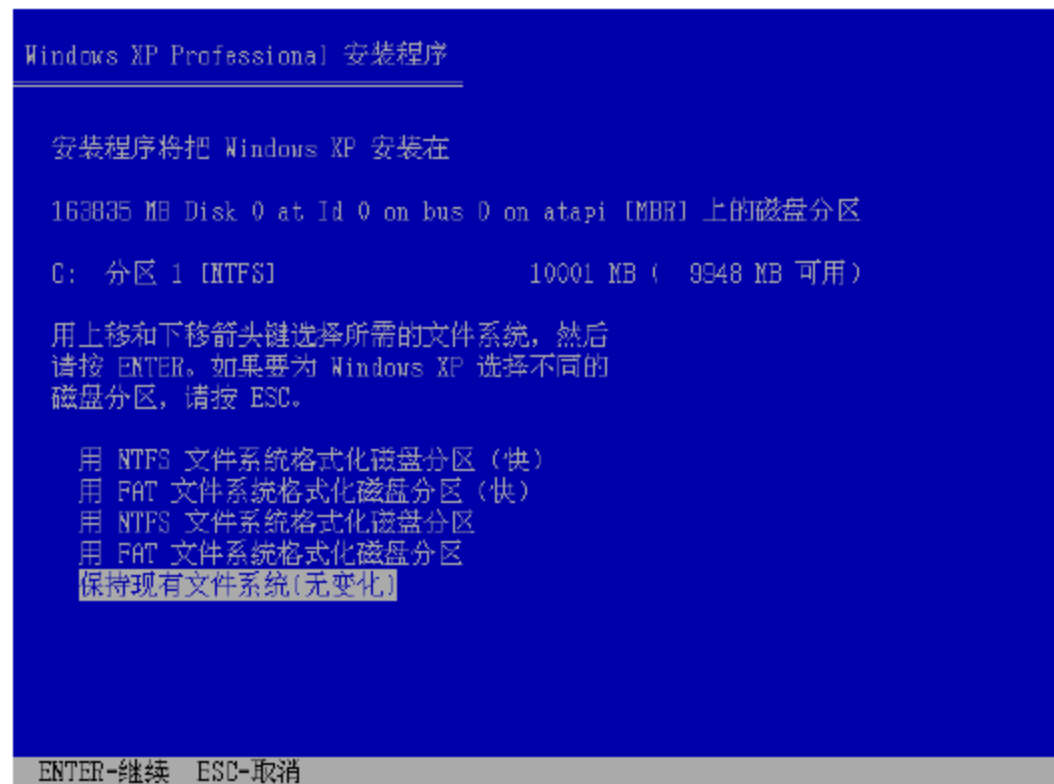 Windows XP Professional 安装程序
安装程序将把 Windows XP 安装在
163835 MB Disk 0 at Id 0 on bus 0 on atapi [MBR] 上的磁盘分区
C: 分区 1 [NTFS] 10001 MB ( 9948 MB 可用)
用上移和下移箭头键选择所需的文件系统，然后
请按 ENTER。如果要为 Windows XP 选择不同的
磁盘分区，请按 ESC。
用 NTFS 文件系统格式化磁盘分区（快）
用 FAT 文件系统格式化磁盘分区（快）
用 NTFS 文件系统格式化磁盘分区
用 FAT 文件系统格式化磁盘分区
保持现有文件系统(无变化)
ENTER-继续 ESC-取消